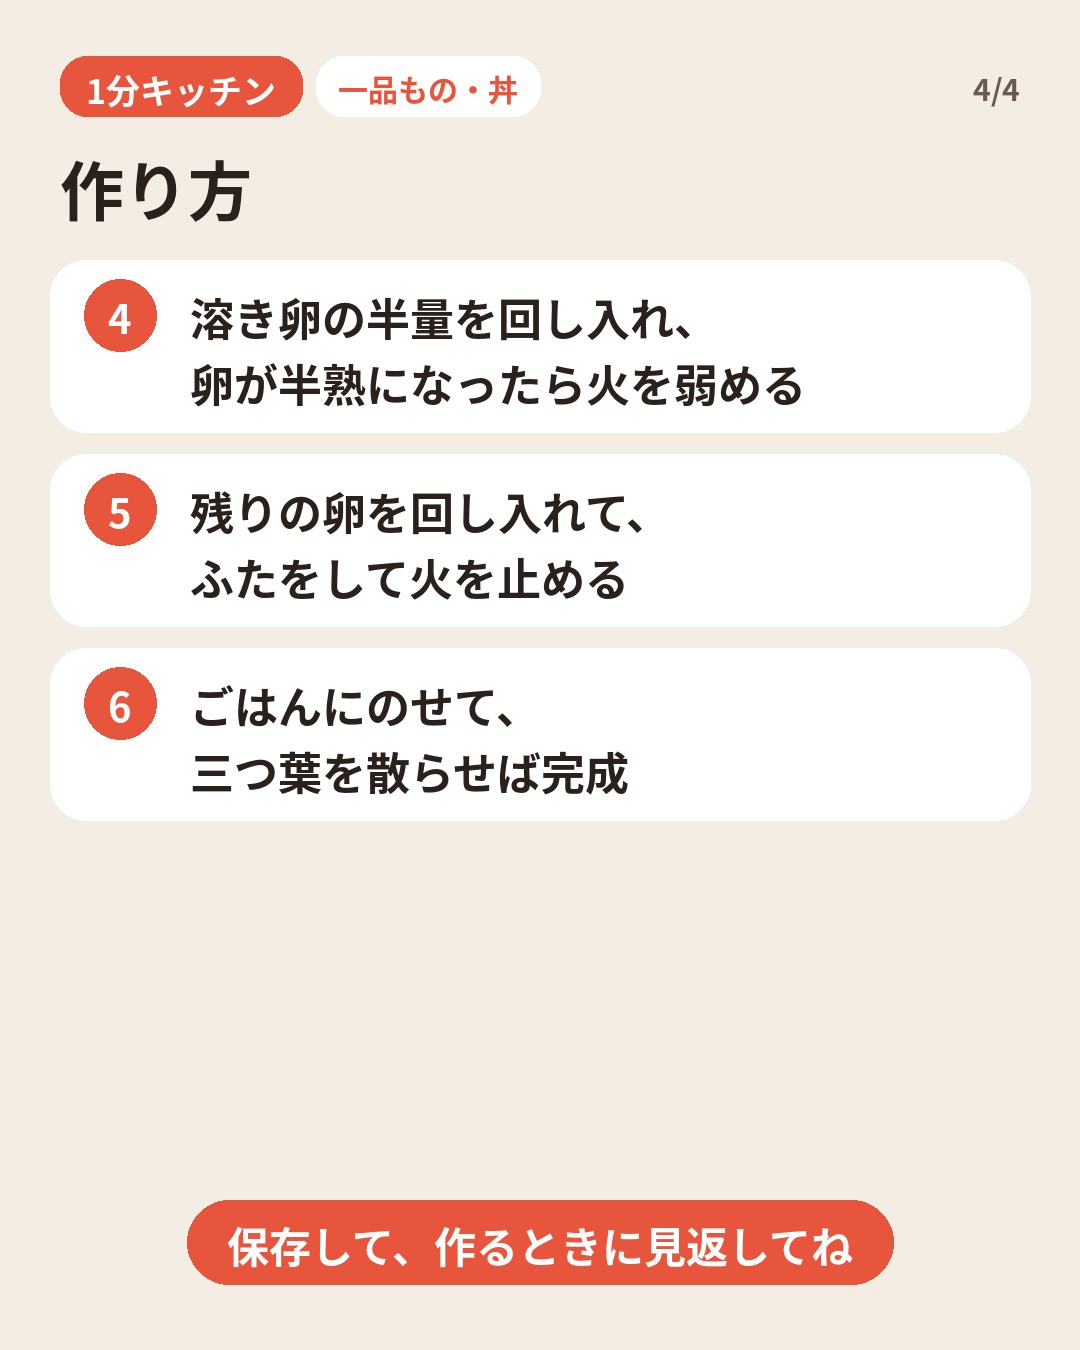 1分キッチン
一品もの・丼
4/4
作り方
4
溶き卵の半量を回し入れ、
卵が半熟になったら火を弱める
5
残りの卵を回し入れて、
ふたをして火を止める
6
ごはんにのせて、
三つ葉を散らせば完成
保存して、作るときに見返してね